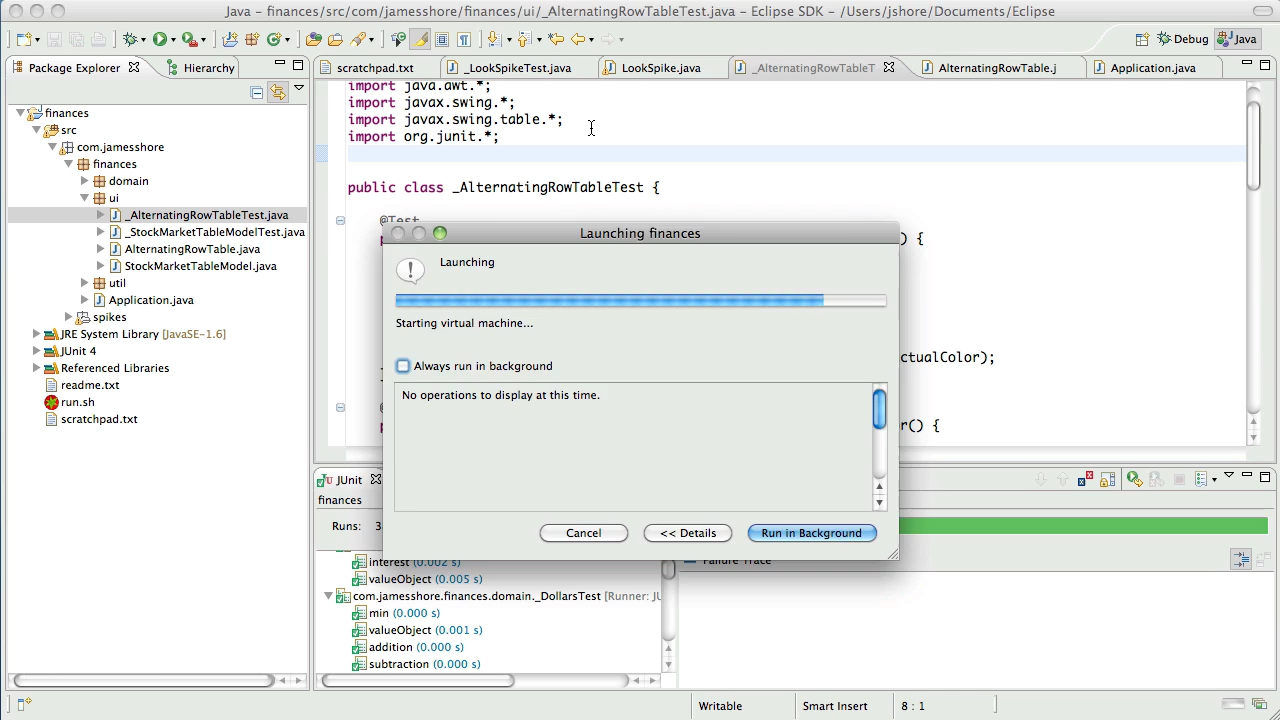 Java - finances/src/com/jamesshore/finances/ui/_AlternatingRowTableTest.java - Eclipse SDK - /Users/jshore/Documents/Eclipse
Debug
Java
Package Explorer
Hierarchy
scratchpad.txt
_LookSpikeTest.java
LookSpike.java
_AlternatingRowTableT
AlternatingRowTable.j
Application.java
finances
src
com.jamesshore
finances
domain
ui
_AlternatingRowTableTest.java
_StockMarketTableModelTest.java
AlternatingRowTable.java
StockMarketTableModel.java
util
Application.java
spikes
JRE System Library [JavaSE-1.6]
JUnit 4
Referenced Libraries
readme.txt
run.sh
scratchpad.txt
import java.awt.*;
import javax.swing.*;
import javax.swing.table.*;
import org.junit.*;
public class _AlternatingRowTableTest {
@Test
) {
ctualColor);
or() {
Launching finances
Launching
Starting virtual machine...
Always run in background
No operations to display at this time.
Cancel
<< Details
Run in Background
JUnit
finances
Runs: 3
interest (0.002 s)
valueObject (0.005 s)
com.jamesshore.finances.domain._DollarsTest [Runner: JU
min (0.000 s)
valueObject (0.001 s)
addition (0.000 s)
subtraction (0.000 s)
Failure Trace
Writable
Smart Insert
8 : 1